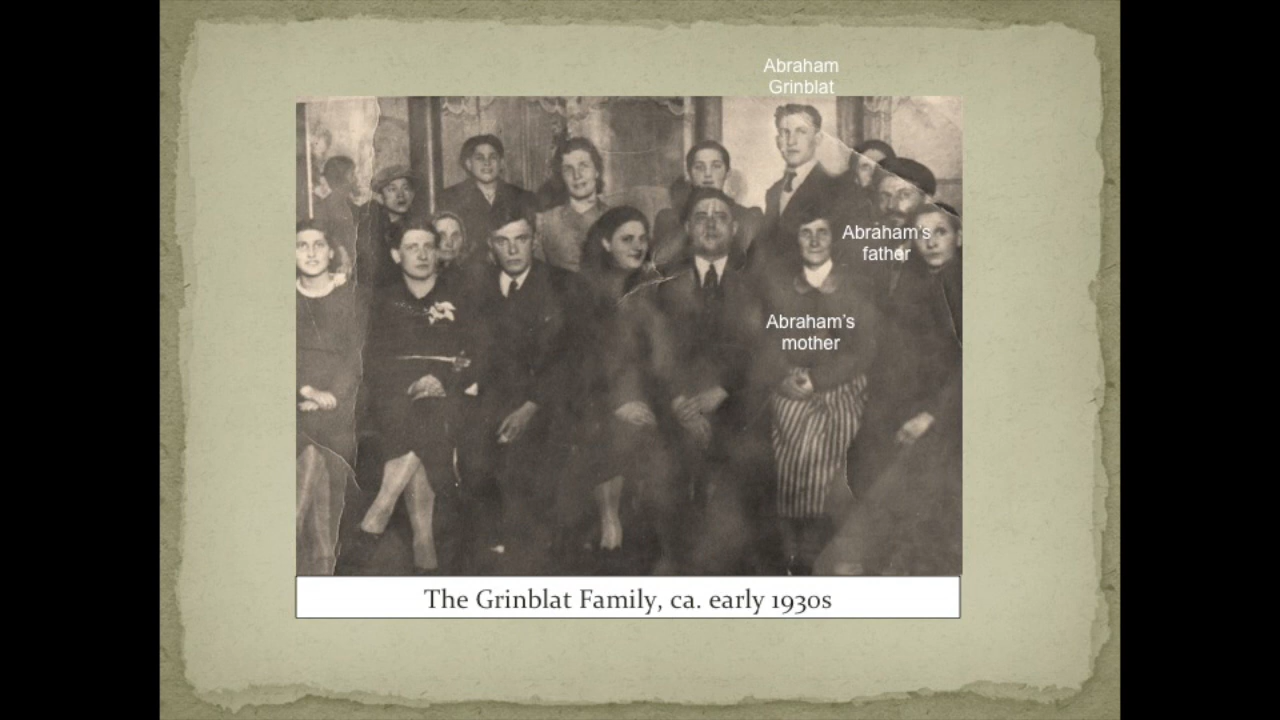 Abraham
Grinblat
Abraham's
father
Abraham's
mother
The Grinblat Family, ca. early 1930s